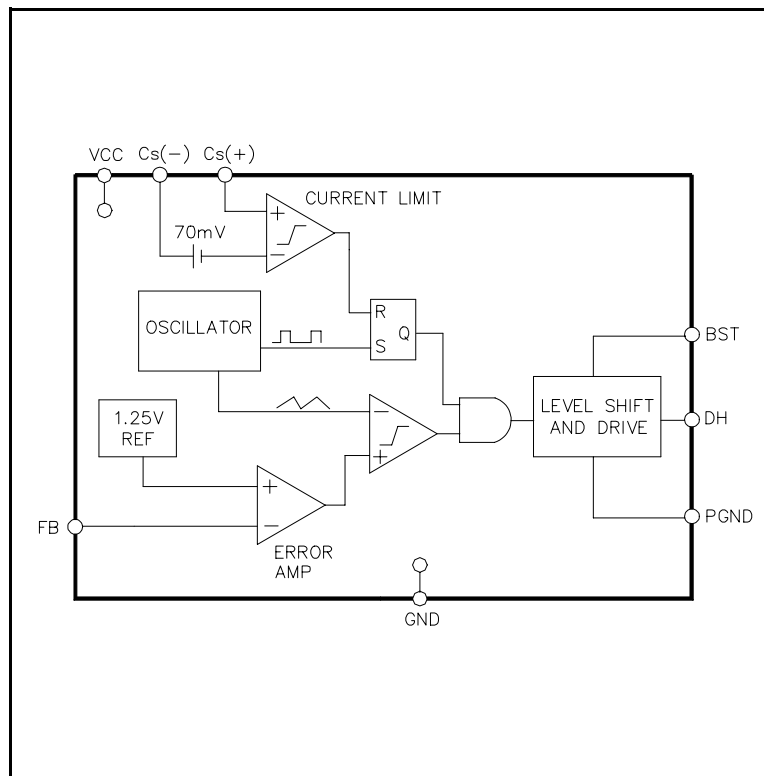 VCC Cs(-) Cs(+)
CURRENT LIMIT
70mV
+
-
OSCILLATOR
R
S
Q
BST
1.25V
REF
-
+
LEVEL SHIFT
AND DRIVE
DH
+
-
FB
PGND
ERROR
AMP
GND